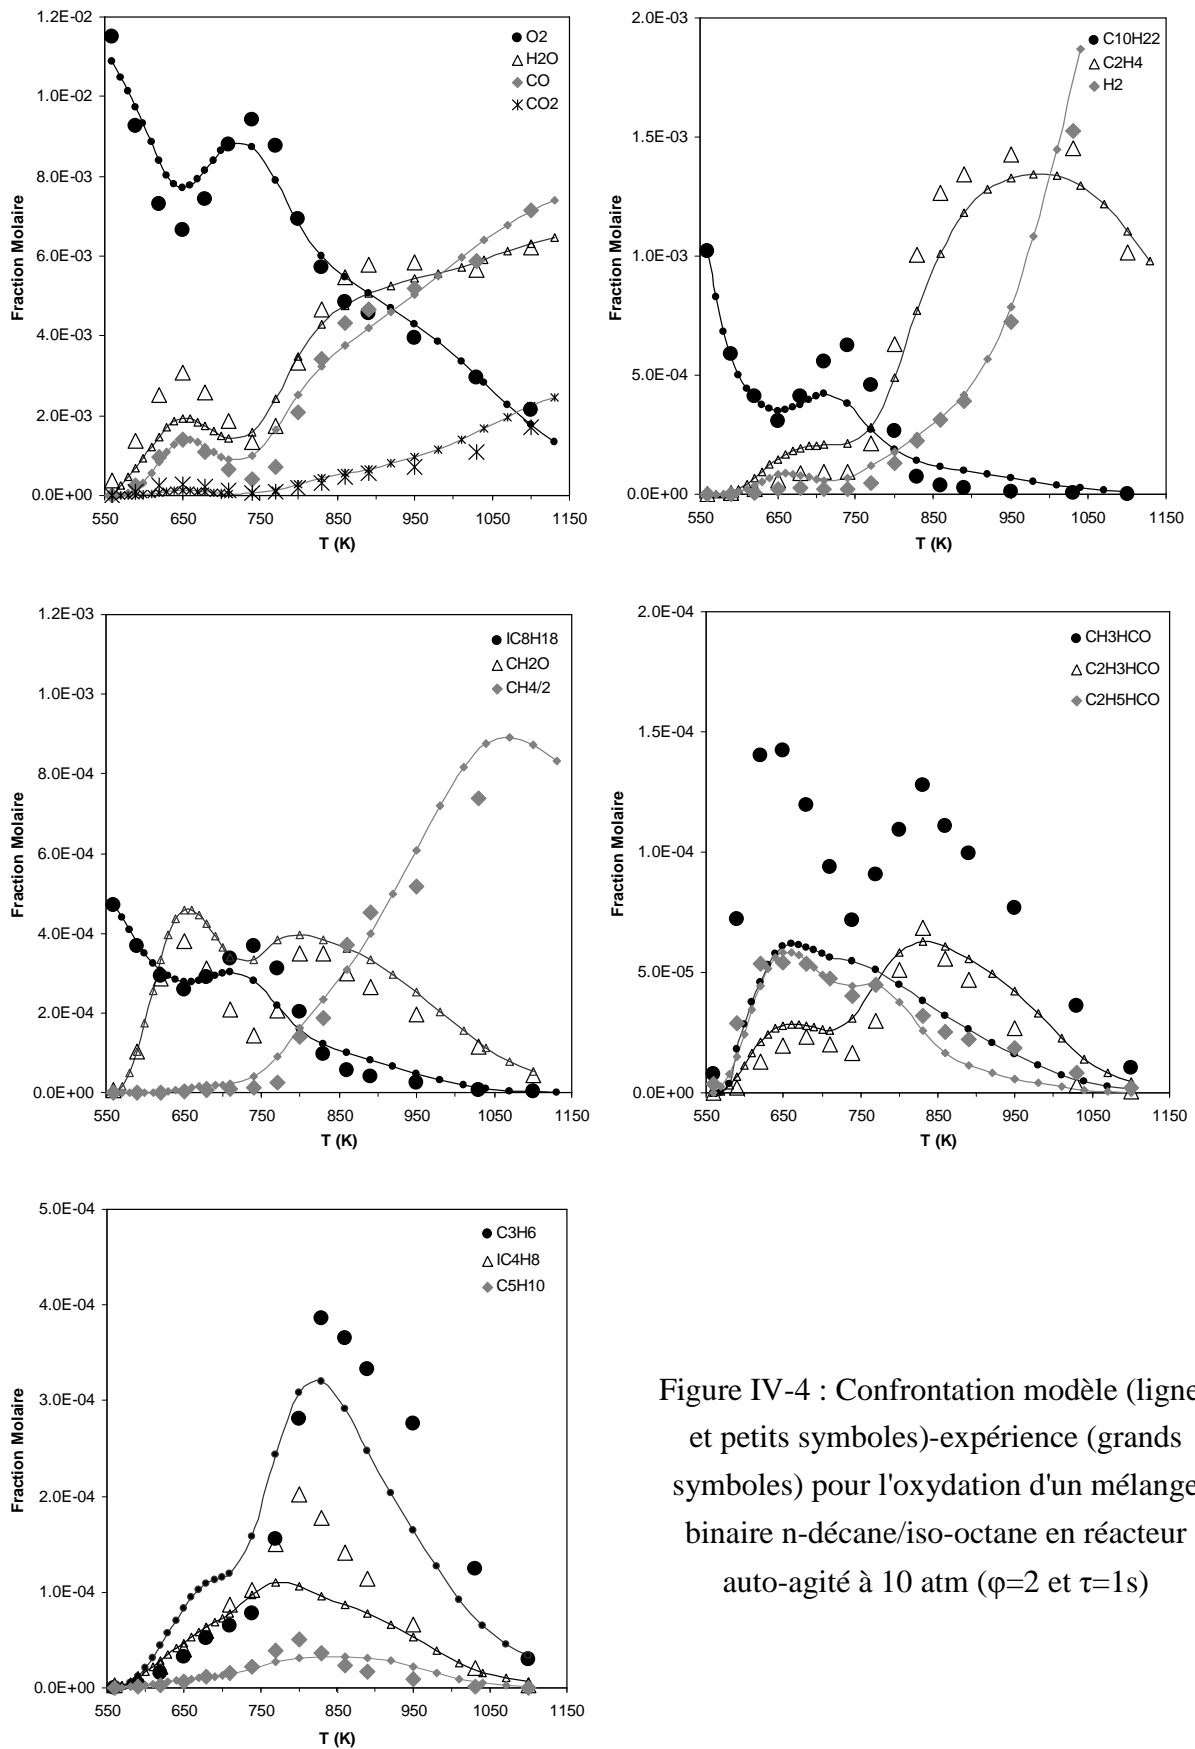 1.2E-02
1.0E-02
8.0E-03
6.0E-03
4.0E-03
2.0E-03
0.0E+00
Fraction Molaire
O2
H2O
CO
CO2
550 650 750 850 950 1050 1150
T (K)
2.0E-03
1.5E-03
1.0E-03
5.0E-04
0.0E+00
Fraction Molaire
C10H22
C2H4
H2
550 650 750 850 950 1050 1150
T (K)
1.2E-03
1.0E-03
8.0E-04
6.0E-04
4.0E-04
2.0E-04
0.0E+00
Fraction Molaire
IC8H18
CH2O
CH4/2
550 650 750 850 950 1050 1150
T (K)
2.0E-04
1.5E-04
1.0E-04
5.0E-05
0.0E+00
Fraction Molaire
CH3HCO
C2H3HCO
C2H5HCO
550 650 750 850 950 1050 1150
T (K)
5.0E-04
4.0E-04
3.0E-04
2.0E-04
1.0E-04
0.0E+00
Fraction Molaire
C3H6
IC4H8
C5H10
550 650 750 850 950 1050 1150
T (K)
Figure IV-4 : Confrontation modèle (ligne
et petits symboles)-expérience (grands
symboles) pour l'oxydation d'un mélange
binaire n-décane/iso-octane en réacteur
auto-agité à 10 atm (φ=2 et τ=1s)